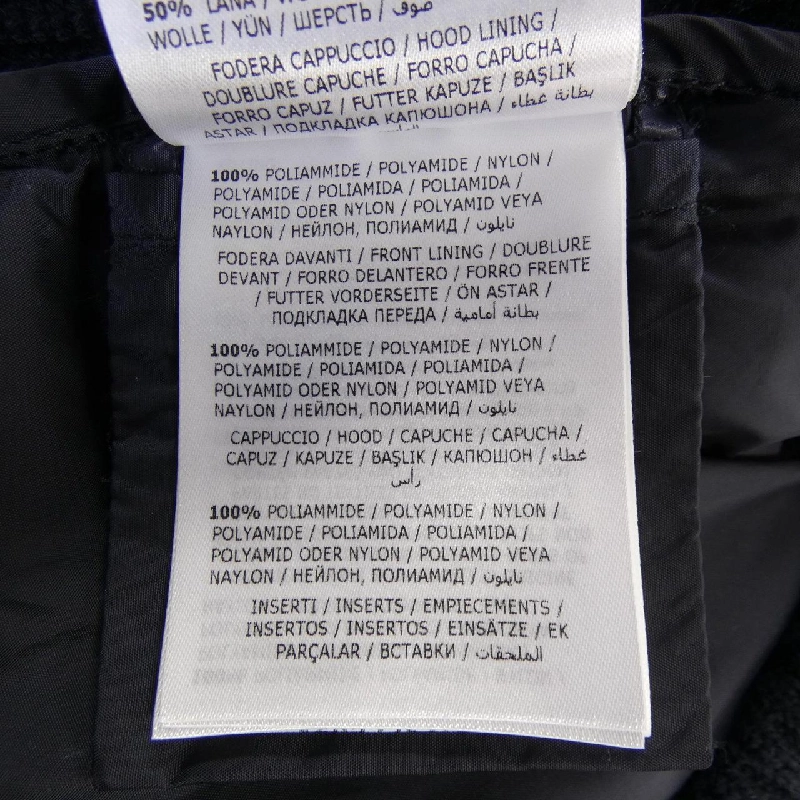 50% LANA /
WOLLE / YÜN / ШЕРСТЬ / صوف
FODERA CAPPUCCIO / HOOD LINING /
DOUBLURE CAPUCHE / FORRO CAPUCHA /
FORRO CAPUZ / FUTTER KAPUZE / BAŞLIK
ASTAR / ПОДКЛАДКА КАПЮШОНА / بطانة غطاء
100% POLIAMMIDE / POLYAMIDE / NYLON /
POLYAMIDE / POLIAMIDA / POLIAMIDA /
POLYAMID ODER NYLON / POLYAMID VEYA
NAYLON / НЕЙЛОН, ПОЛИАМИД / نايلون
FODERA DAVANTI / FRONT LINING / DOUBLURE
DEVANT / FORRO DELANTERO / FORRO FRENTE
/ FUTTER VORDERSEITE / ÖN ASTAR /
ПОДКЛАДКА ПЕРЕДА / بطانة أمامية
100% POLIAMMIDE / POLYAMIDE / NYLON /
POLYAMIDE / POLIAMIDA / POLIAMIDA /
POLYAMID ODER NYLON / POLYAMID VEYA
NAYLON / НЕЙЛОН, ПОЛИАМИД / نايلون
CAPPUCCIO / HOOD / CAPUCHE / CAPUCHA /
CAPUZ / KAPUZE / BAŞLIK / КАПЮШОН / غطاء
رأس
100% POLIAMMIDE / POLYAMIDE / NYLON /
POLYAMIDE / POLIAMIDA / POLIAMIDA /
POLYAMID ODER NYLON / POLYAMID VEYA
NAYLON / НЕЙЛОН, ПОЛИАМИД / نايلون
INSERTI / INSERTS / EMPIECEMENTS /
INSERTOS / INSERTOS / EINSÄTZE / EK
PARÇALAR / ВСТАВКИ / الملحقات